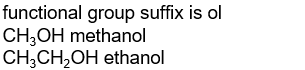 functional group suffix is ol
CH₃OH methanol
CH₃CH₂OH ethanol